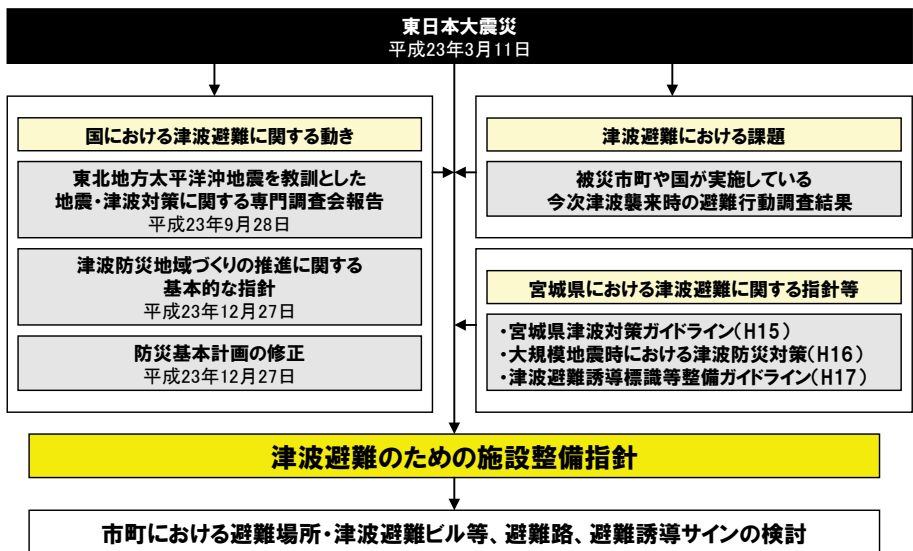 東日本大震災
平成23年3月11日
国における津波避難に関する動き
東北地方太平洋沖地震を教訓とした
地震・津波対策に関する専門調査会報告
平成23年9月28日
津波防災地域づくりの推進に関する
基本的な指針
平成23年12月27日
防災基本計画の修正
平成23年12月27日
津波避難における課題
被災市町や国が実施している
今次津波襲来時の避難行動調査結果
宮城県における津波避難に関する指針等
・宮城県津波対策ガイドライン(H15)
・大規模地震時における津波防災対策(H16)
・津波避難誘導標識等整備ガイドライン(H17)
津波避難のための施設整備指針
市町における避難場所・津波避難ビル等、避難路、避難誘導サインの検討